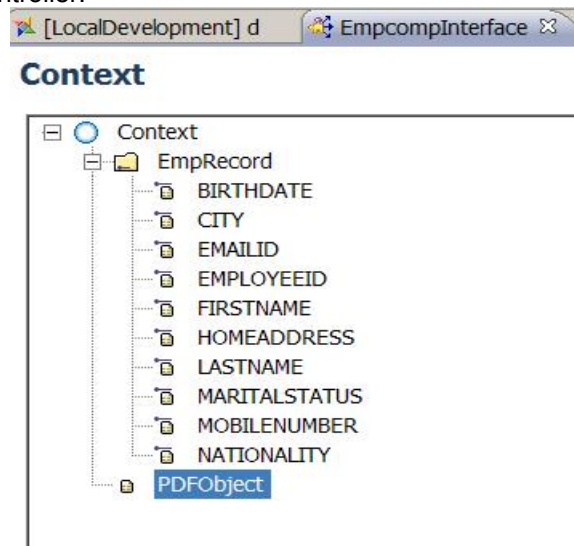 [LocalDevelopment] d EmpcompInterface
Context
Context
EmpRecord
BIRTHDATE
CITY
EMAILID
EMPLOYEEID
FIRSTNAME
HOMEADDRESS
LASTNAME
MARITALSTATUS
MOBILENUMBER
NATIONALITY
PDFObject